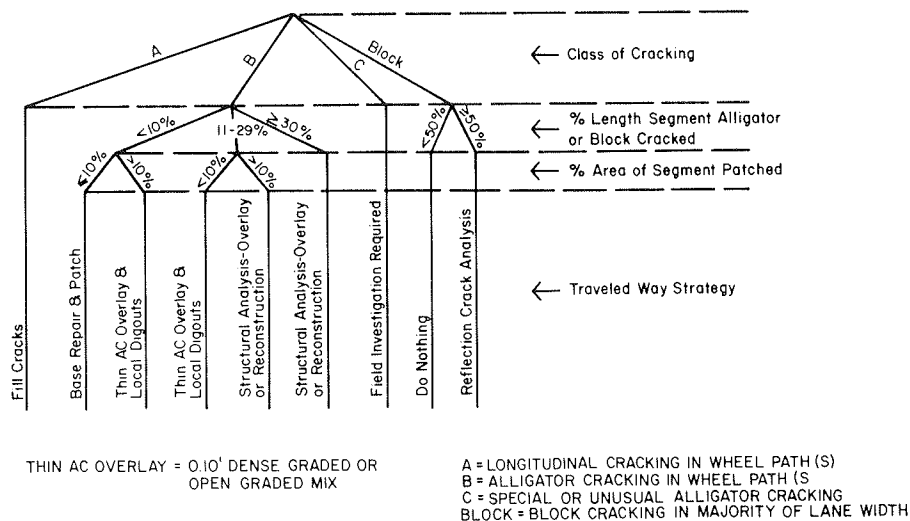 A
B
C
Block
← Class of Cracking
<10%
11-29%
≥30%
<50%
≥50%
← % Length Segment Alligator
or Block Cracked
≤10%
>10%
≤10%
>10%
← % Area of Segment Patched
Fill Cracks
Base Repair & Patch
Thin AC Overlay &
Local Digouts
Thin AC Overlay &
Local Digouts
Structural Analysis-Overlay
or Reconstruction
Structural Analysis-Overlay
or Reconstruction
Field Investigation Required
Do Nothing
Reflection Crack Analysis
← Traveled Way Strategy
THIN AC OVERLAY = 0.10' DENSE GRADED OR
OPEN GRADED MIX
A = LONGITUDINAL CRACKING IN WHEEL PATH (S)
B = ALLIGATOR CRACKING IN WHEEL PATH (S
C = SPECIAL OR UNUSUAL ALLIGATOR CRACKING
BLOCK = BLOCK CRACKING IN MAJORITY OF LANE WIDTH